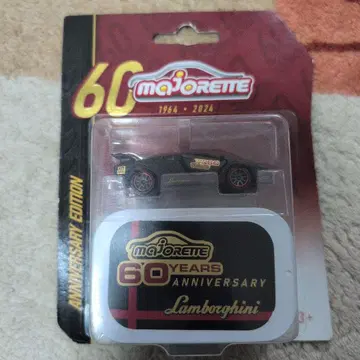 60
MAJORETTE
1964 • 2024
ANNIVERSARY EDITION
MAJORETTE
60 YEARS
ANNIVERSARY
Lamborghini
3+